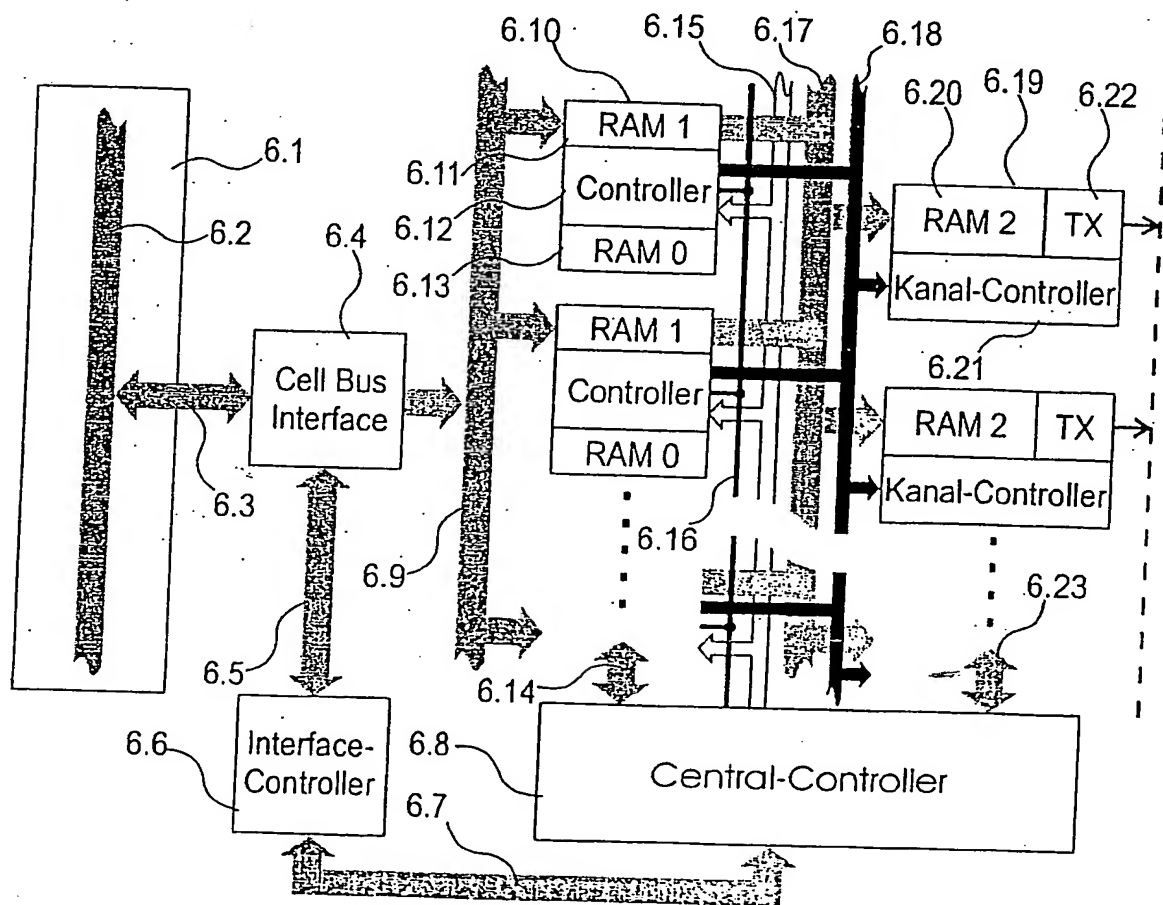 6.10
6.15
6.17
6.18
6.20
6.19
6.22
6.1
6.2
6.11
6.12
6.13
RAM 1
Controller
RAM 0
RAM 2
TX
Kanal-Controller
6.21
6.4
Cell Bus
Interface
6.3
RAM 1
Controller
RAM 0
RAM 2
TX
Kanal-Controller
6.16
6.9
6.5
6.14
6.23
6.6
Interface-
Controller
6.8
Central-Controller
6.7